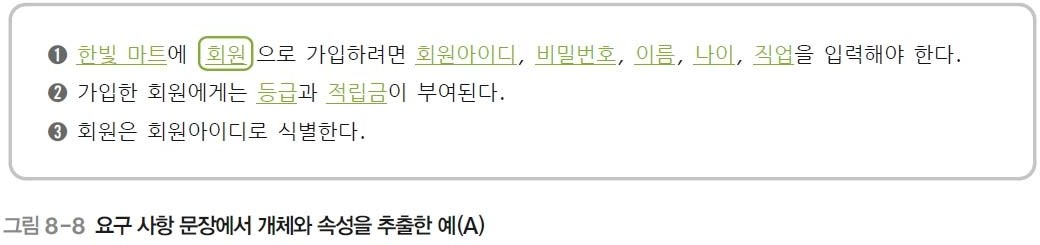 ❶ 한빛 마트에 회원으로 가입하려면 회원아이디, 비밀번호, 이름, 나이, 직업을 입력해야 한다.
❷ 가입한 회원에게는 등급과 적립금이 부여된다.
❸ 회원은 회원아이디로 식별한다.
그림 8-8 요구 사항 문장에서 개체와 속성을 추출한 예(A)